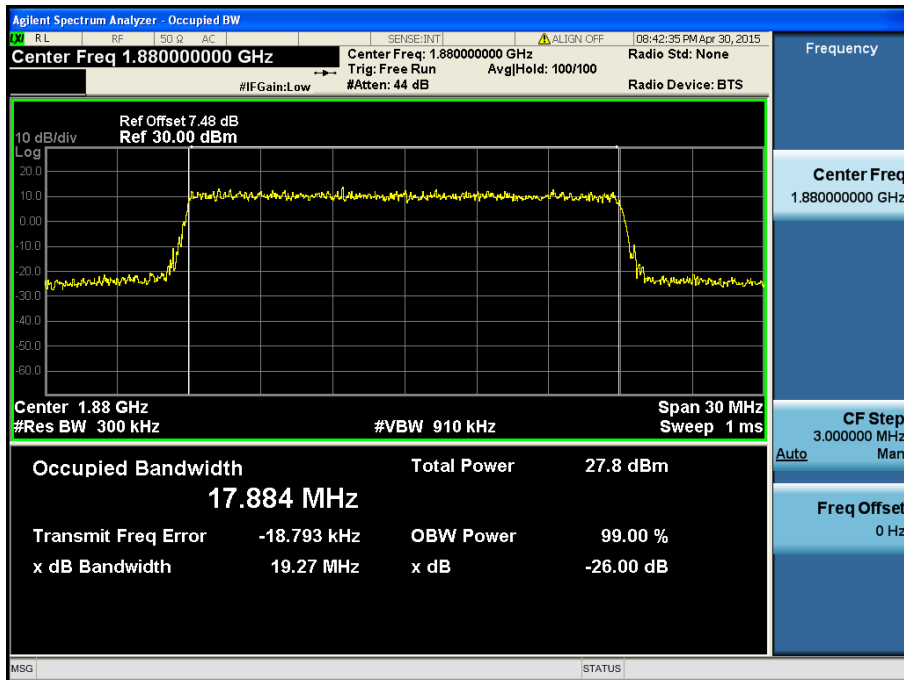 Agilent Spectrum Analyzer - Occupied BW
LXI RL RF 50 Ω AC SENSE:INT ALIGN OFF 08:42:35 PM Apr 30, 2015
Center Freq 1.880000000 GHz
Center Freq: 1.880000000 GHz
Radio Std: None
Trig: Free Run Avg|Hold: 100/100
#IFGain:Low
#Atten: 44 dB
Radio Device: BTS
Frequency
Ref Offset 7.48 dB
10 dB/div Ref 30.00 dBm
Log
20.0
10.0
0.00
-10.0
-20.0
-30.0
-40.0
-50.0
-60.0
Center 1.88 GHz Span 30 MHz
#Res BW 300 kHz #VBW 910 kHz Sweep 1 ms
Center Freq
1.880000000 GHz
CF Step
3.000000 MHz
Auto Man
Freq Offset
0 Hz
Occupied Bandwidth Total Power 27.8 dBm
17.884 MHz
Transmit Freq Error -18.793 kHz OBW Power 99.00 %
x dB Bandwidth 19.27 MHz x dB -26.00 dB
MSG STATUS